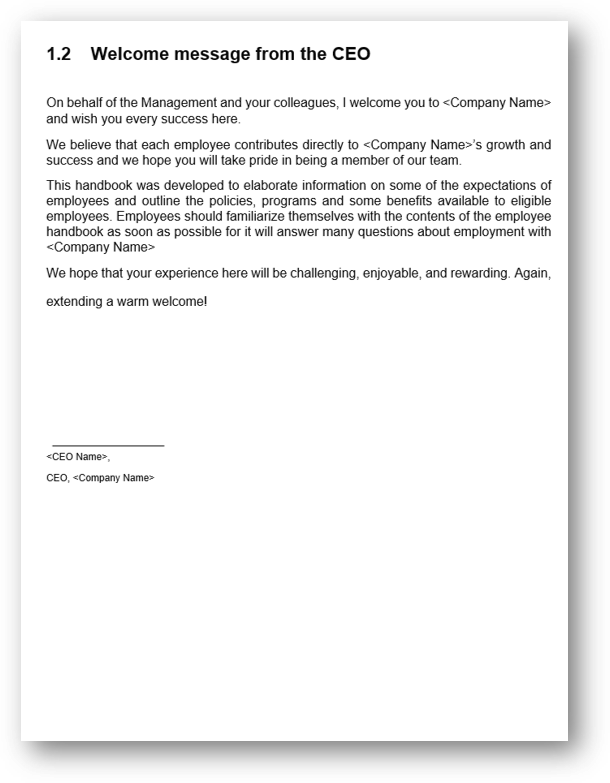 1.2 Welcome message from the CEO
On behalf of the Management and your colleagues, I welcome you to <Company Name>
and wish you every success here.
We believe that each employee contributes directly to <Company Name>'s growth and
success and we hope you will take pride in being a member of our team.
This handbook was developed to elaborate information on some of the expectations of
employees and outline the policies, programs and some benefits available to eligible
employees. Employees should familiarize themselves with the contents of the employee
handbook as soon as possible for it will answer many questions about employment with
<Company Name>
We hope that your experience here will be challenging, enjoyable, and rewarding. Again,
extending a warm welcome!
<CEO Name>,
CEO, <Company Name>